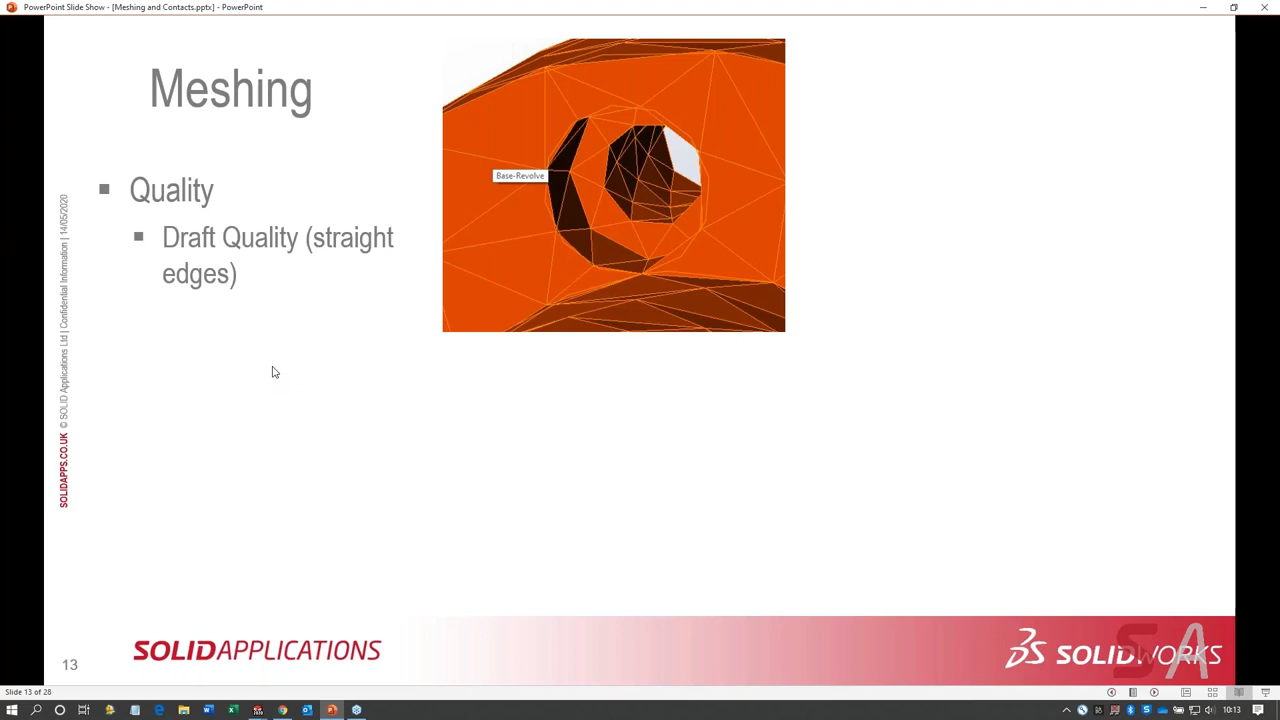 PowerPoint Slide Show - [Meshing and Contacts.pptx] - PowerPoint
Meshing
Quality
Draft Quality (straight
edges)
Base-Revolve
SOLIDAPPS.CO.UK © SOLID Applications Ltd | Confidential Information | 14/05/2020
13
SOLIDAPPLICATIONS
SOLIDWORKS
SA
Slide 13 of 28
10:13